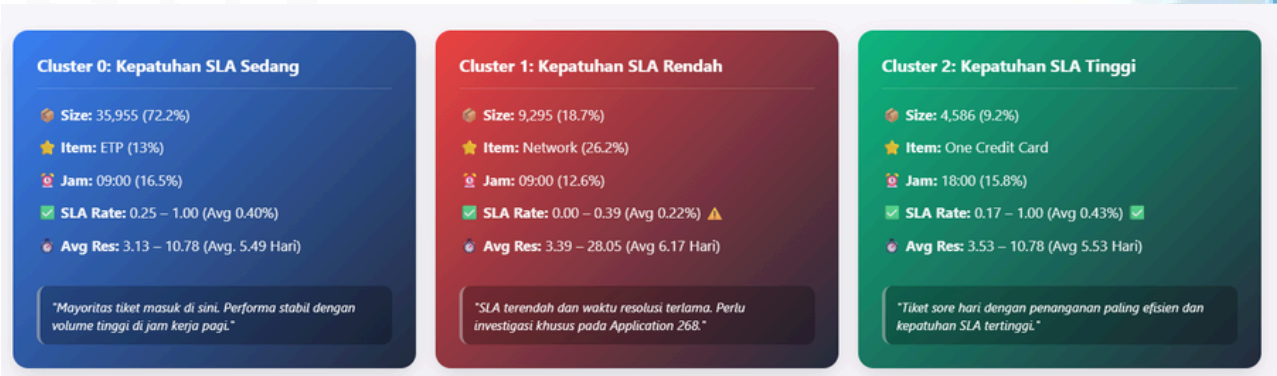 Cluster 0: Kepatuhan SLA Sedang
Size: 35,955 (72.2%)
Item: ETP (13%)
Jam: 09:00 (16.5%)
SLA Rate: 0.25 – 1.00 (Avg 0.40%)
Avg Res: 3.13 – 10.78 (Avg. 5.49 Hari)
"Mayoritas tiket masuk di sini. Performa stabil dengan
volume tinggi di jam kerja pagi."
Cluster 1: Kepatuhan SLA Rendah
Size: 9,295 (18.7%)
Item: Network (26.2%)
Jam: 09:00 (12.6%)
SLA Rate: 0.00 – 0.39 (Avg 0.22%)
Avg Res: 3.39 – 28.05 (Avg 6.17 Hari)
"SLA terendah dan waktu resolusi terlama. Perlu
investigasi khusus pada Application 268."
Cluster 2: Kepatuhan SLA Tinggi
Size: 4,586 (9.2%)
Item: One Credit Card
Jam: 18:00 (15.8%)
SLA Rate: 0.17 – 1.00 (Avg 0.43%)
Avg Res: 3.53 – 10.78 (Avg 5.53 Hari)
"Tiket sore hari dengan penanganan paling efisien dan
kepatuhan SLA tertinggi."